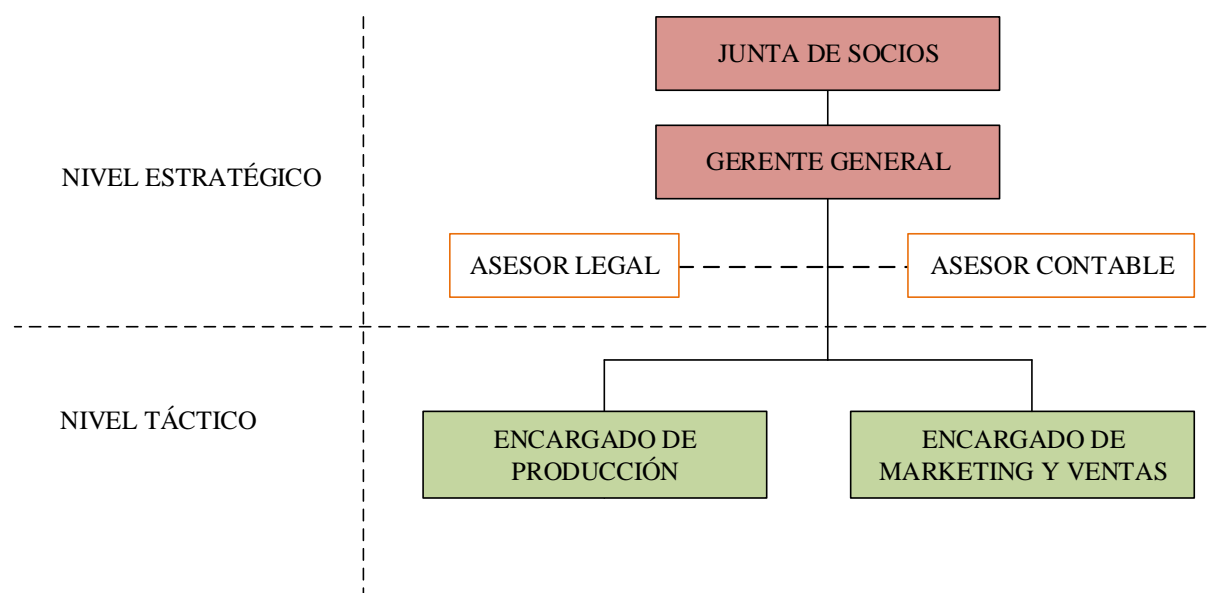 JUNTA DE SOCIOS
GERENTE GENERAL
NIVEL ESTRATÉGICO
ASESOR LEGAL
ASESOR CONTABLE
NIVEL TÁCTICO
ENCARGADO DE
PRODUCCIÓN
ENCARGADO DE
MARKETING Y VENTAS